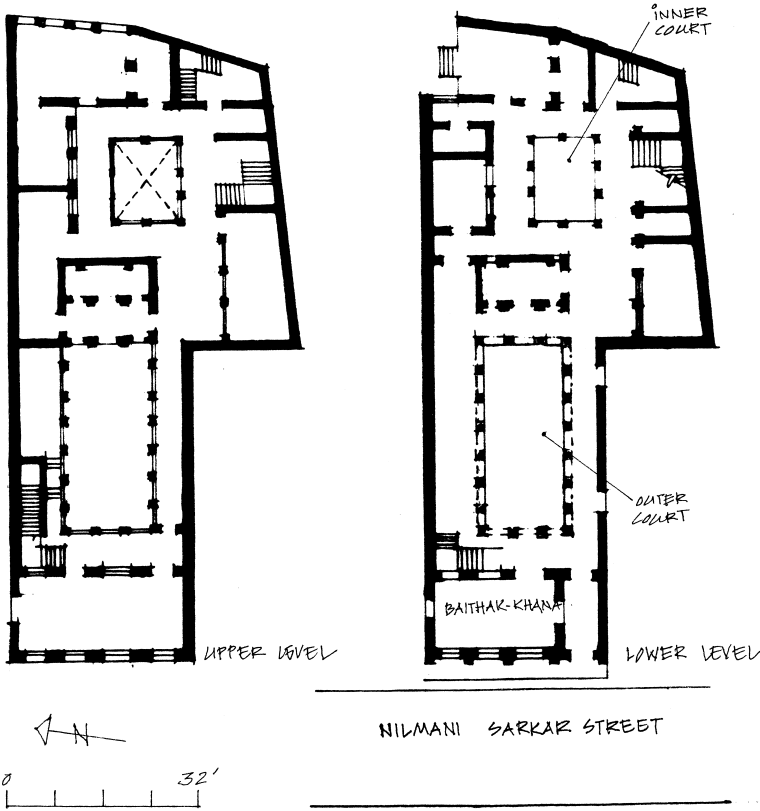 INNER
COURT
OUTER
COURT
BAITHAK-KHANA
UPPER LEVEL
LOWER LEVEL
N
NILMANI SARKAR STREET
0 32'